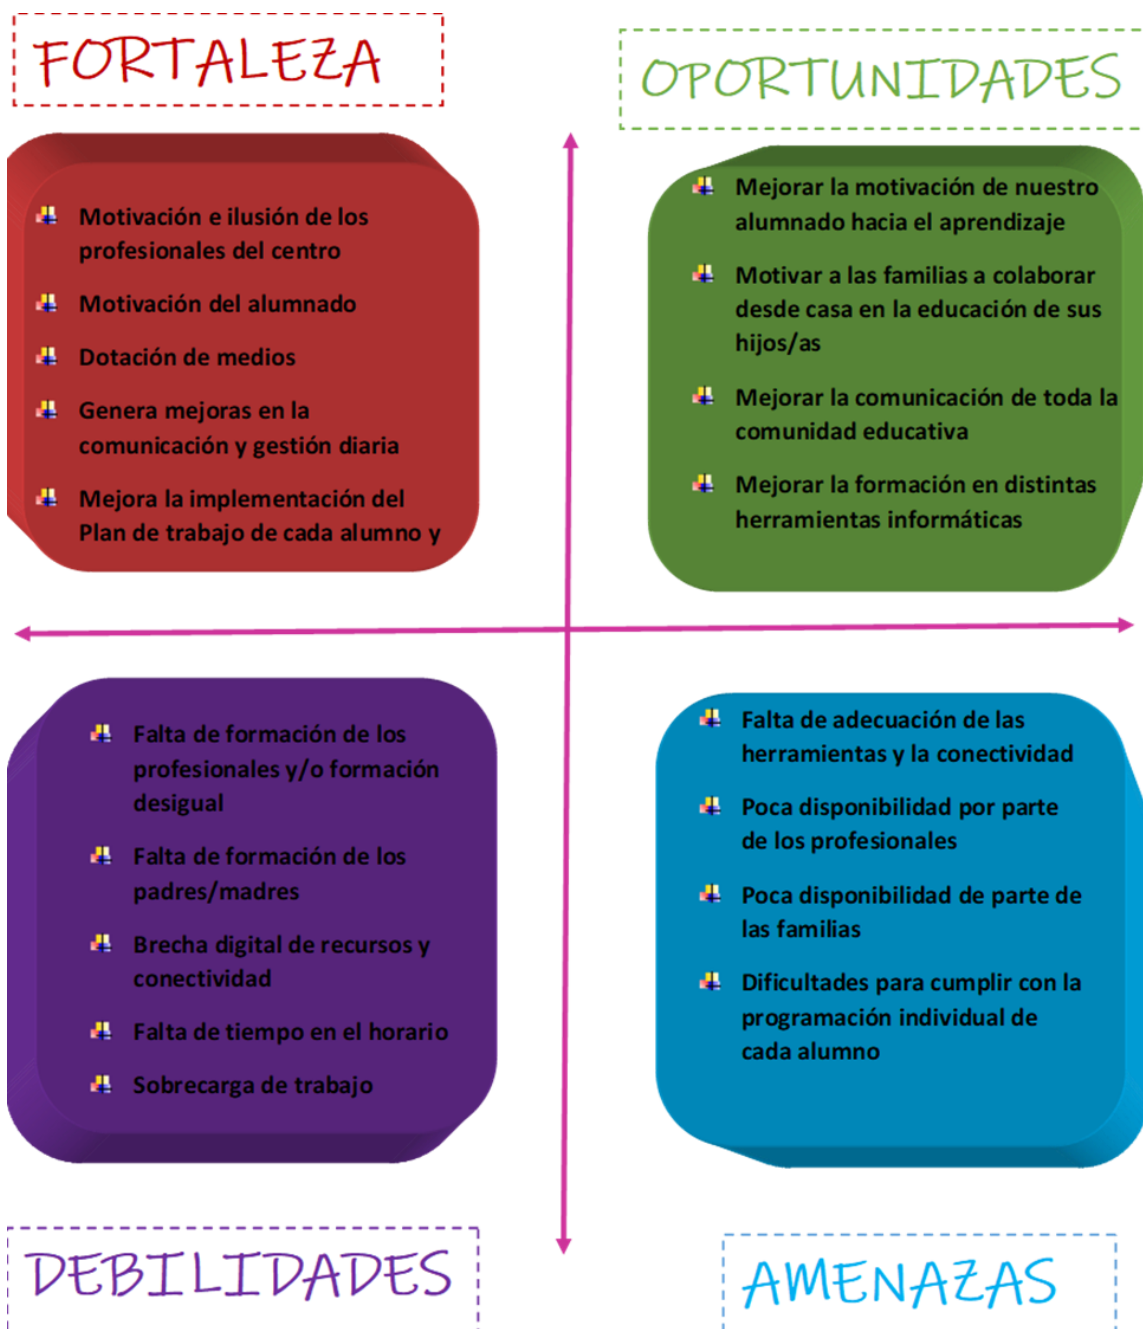 FORTALEZA
OPORTUNIDADES
Motivación e ilusión de los
profesionales del centro
Motivación del alumnado
Dotación de medios
Genera mejoras en la
comunicación y gestión diaria
Mejora la implementación del
Plan de trabajo de cada alumno y
Mejorar la motivación de nuestro
alumnado hacia el aprendizaje
Motivar a las familias a colaborar
desde casa en la educación de sus
hijos/as
Mejorar la comunicación de toda la
comunidad educativa
Mejorar la formación en distintas
herramientas informáticas
Falta de formación de los
profesionales y/o formación
desigual
Falta de formación de los
padres/madres
Brecha digital de recursos y
conectividad
Falta de tiempo en el horario
Sobrecarga de trabajo
Falta de adecuación de las
herramientas y la conectividad
Poca disponibilidad por parte
de los profesionales
Poca disponibilidad de parte de
las familias
Dificultades para cumplir con la
programación individual de
cada alumno
DEBILIDADES
AMENAZAS